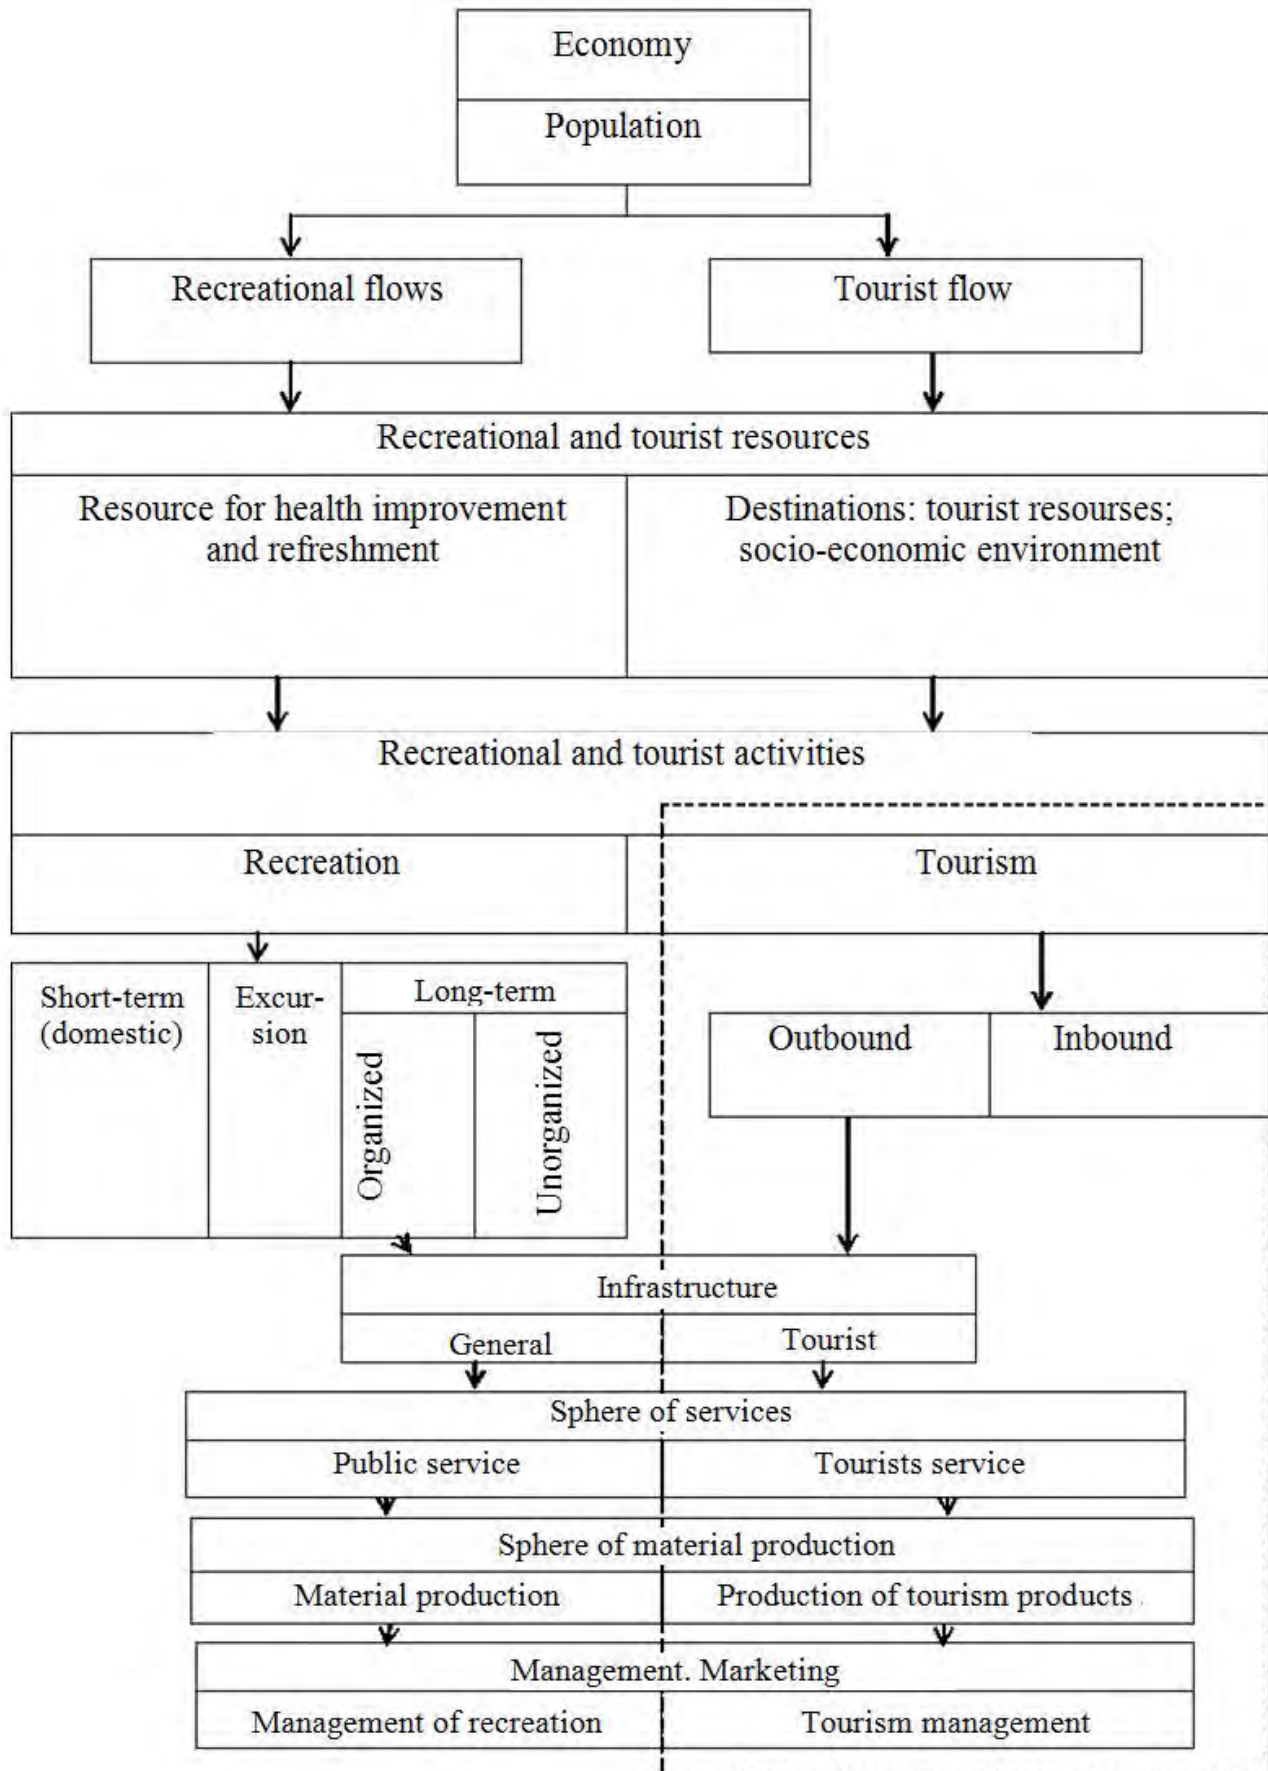 Economy
Population
Recreational flows
Tourist flow
Recreational and tourist resources
Resource for health improvement
and refreshment
Destinations: tourist resourses;
socio-economic environment
Recreational and tourist activities
Recreation
Tourism
Short-term
(domestic)
Excur-
sion
Long-term
Organized
Unorganized
Outbound
Inbound
Infrastructure
General
Tourist
Sphere of services
Public service
Tourists service
Sphere of material production
Material production
Production of tourism products
Management. Marketing
Management of recreation
Tourism management